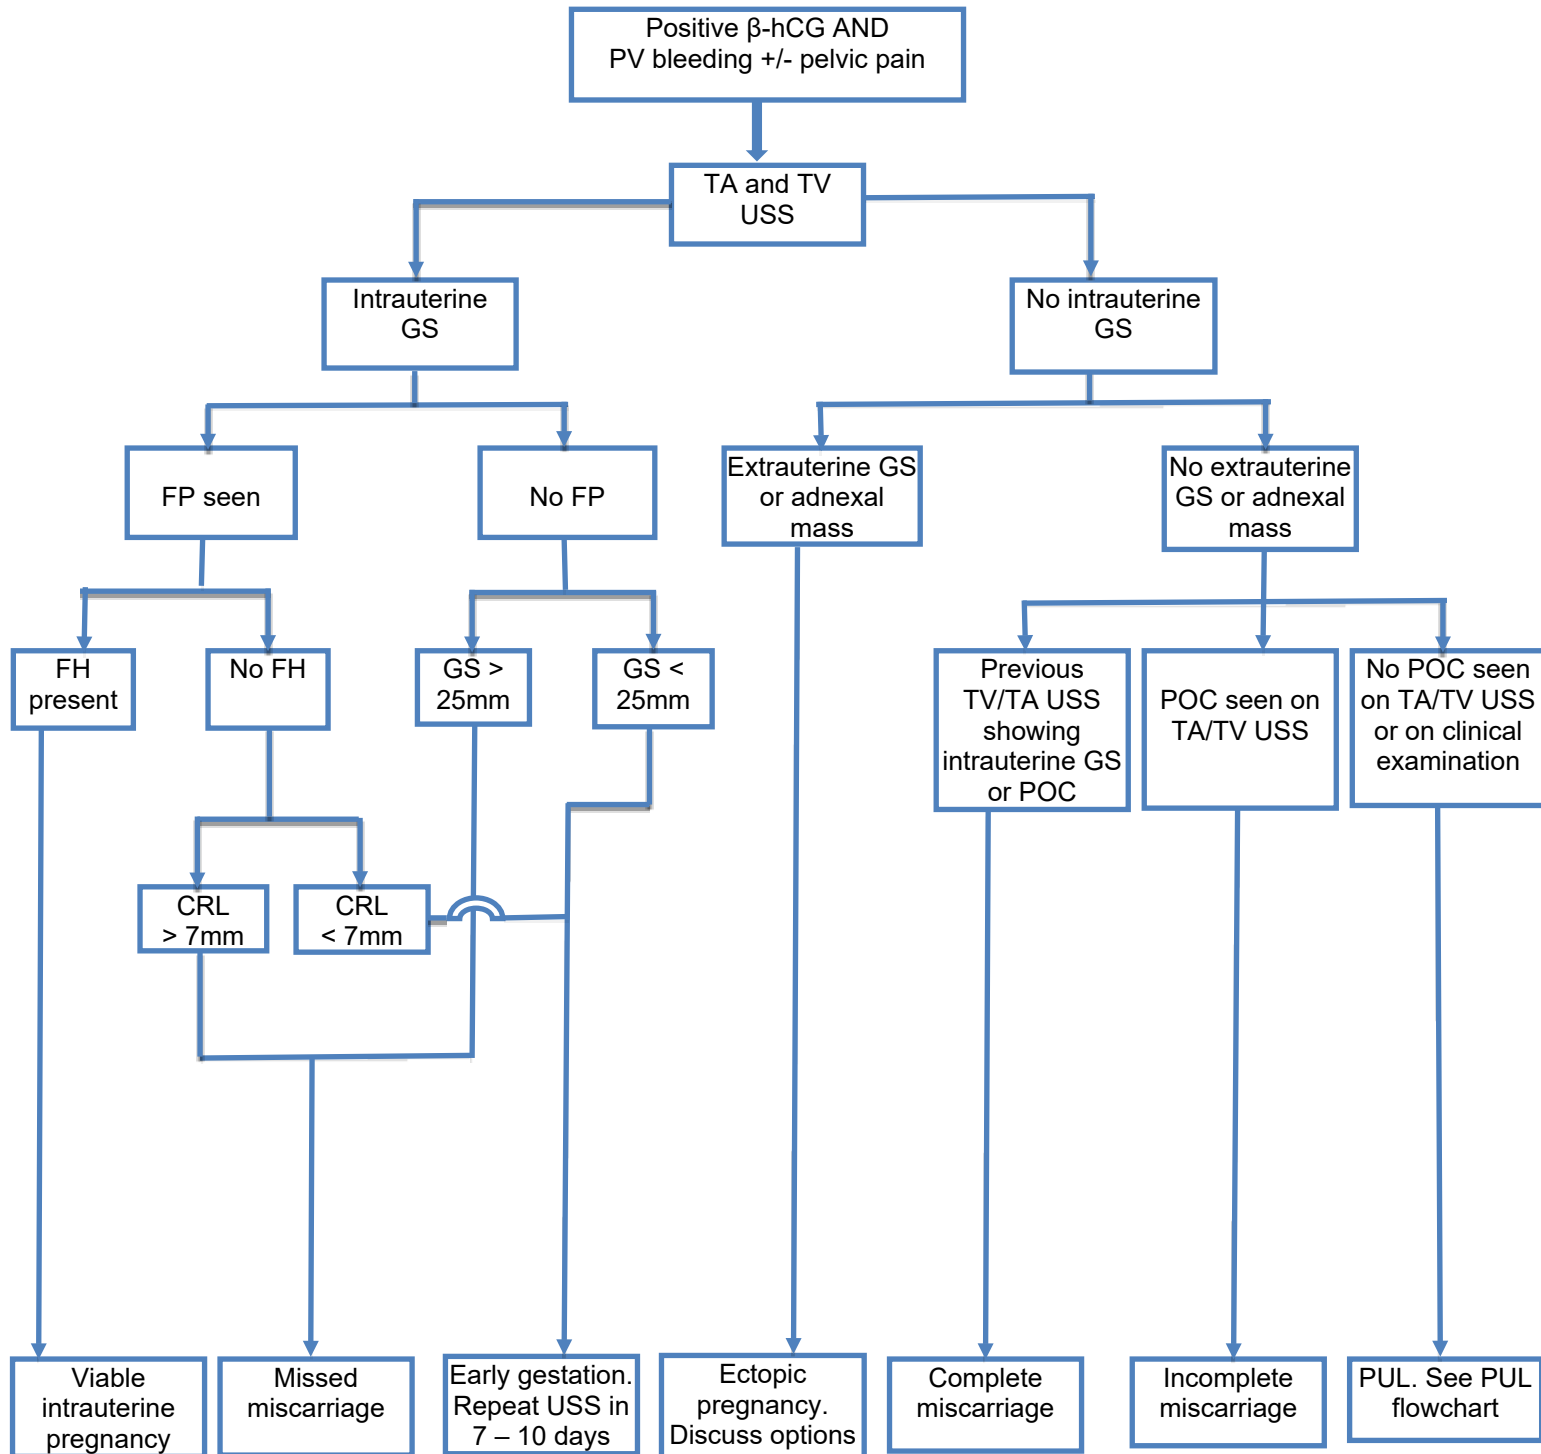 Positive β-hCG AND
PV bleeding +/- pelvic pain
TA and TV
USS
Intrauterine
GS
No intrauterine
GS
FP seen
No FP
Extrauterine GS
or adnexal
mass
No extrauterine
GS or adnexal
mass
FH
present
No FH
GS >
25mm
GS <
25mm
Previous
TV/TA USS
showing
intrauterine GS
or POC
POC seen on
TA/TV USS
No POC seen
on TA/TV USS
or on clinical
examination
CRL
> 7mm
CRL
< 7mm
Viable
intrauterine
pregnancy
Missed
miscarriage
Early gestation.
Repeat USS in
7 – 10 days
Ectopic
pregnancy.
Discuss options
Complete
miscarriage
Incomplete
miscarriage
PUL. See PUL
flowchart